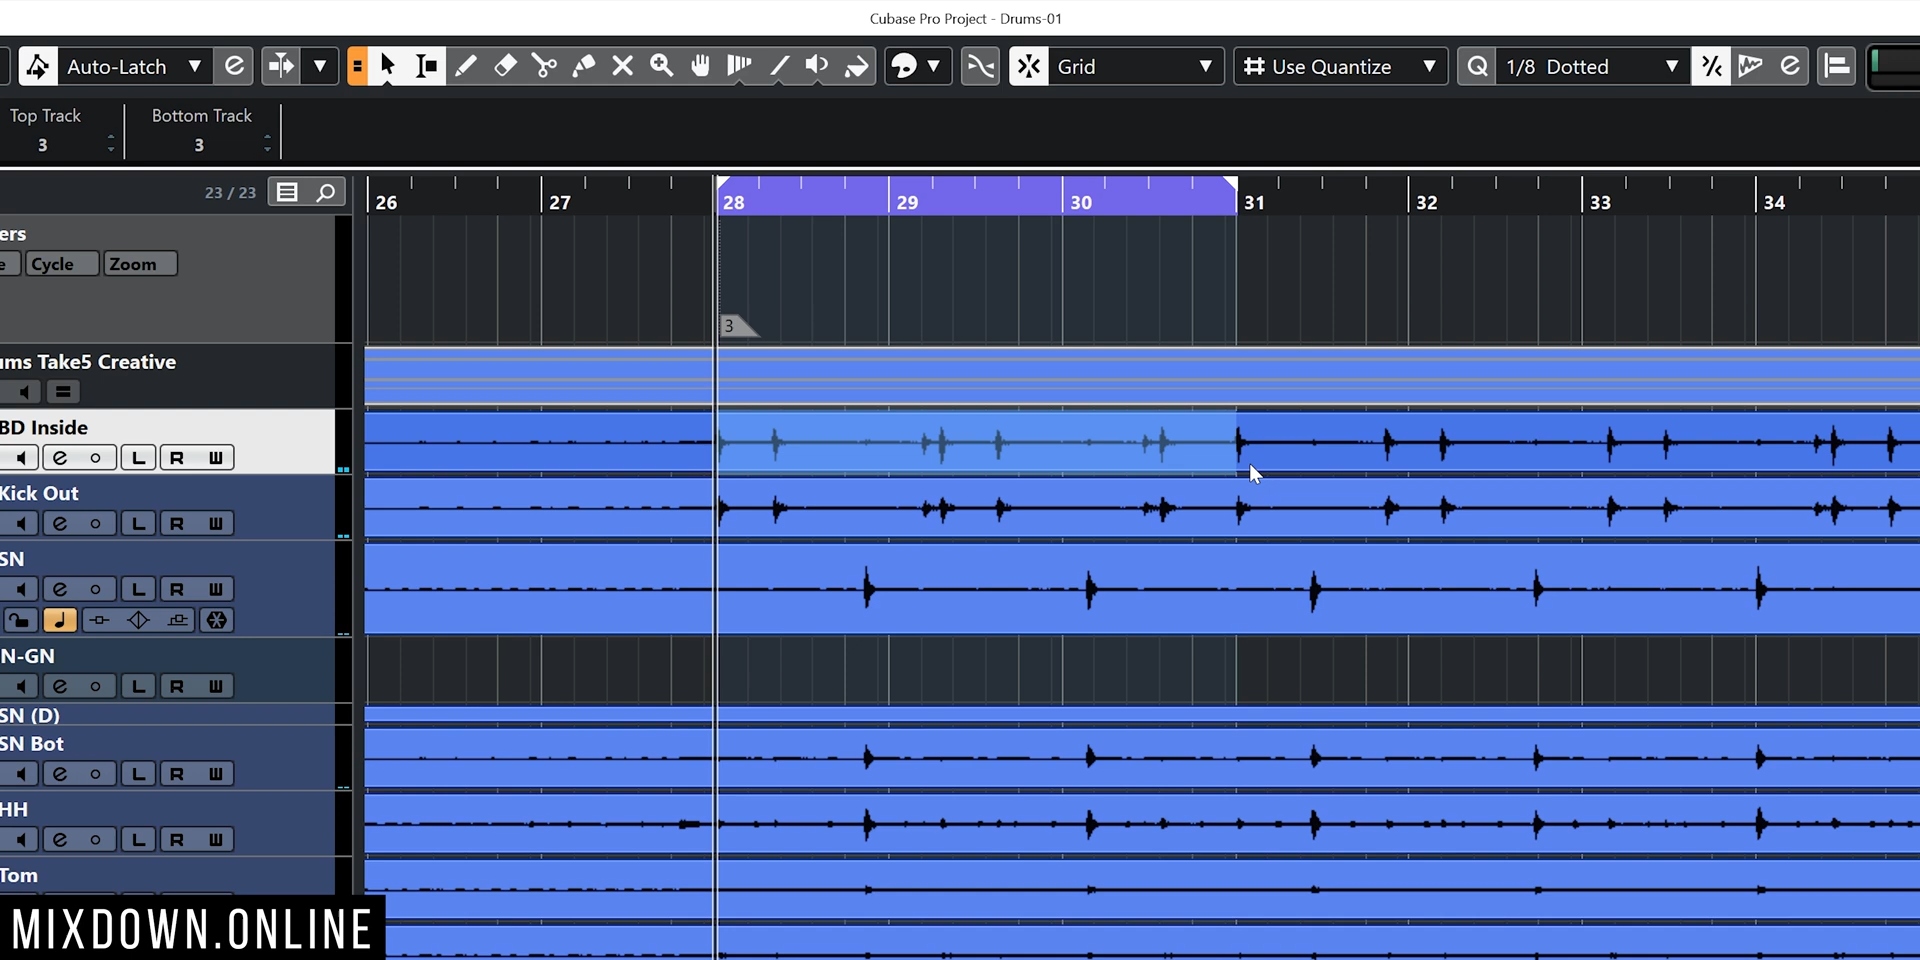 Cubase Pro Project - Drums-01
Auto-Latch
Grid
Use Quantize
1/8 Dotted
Top Track
Bottom Track
3
3
23 / 23
26
27
28
29
30
31
32
33
34
ers
e
Cycle
Zoom
3
ms Take5 Creative
BD Inside
L R W
Kick Out
L R W
SN
L R W
N-GN
L R W
SN (D)
SN Bot
L R W
HH
L R W
Tom
MIXDOWN.ONLINE